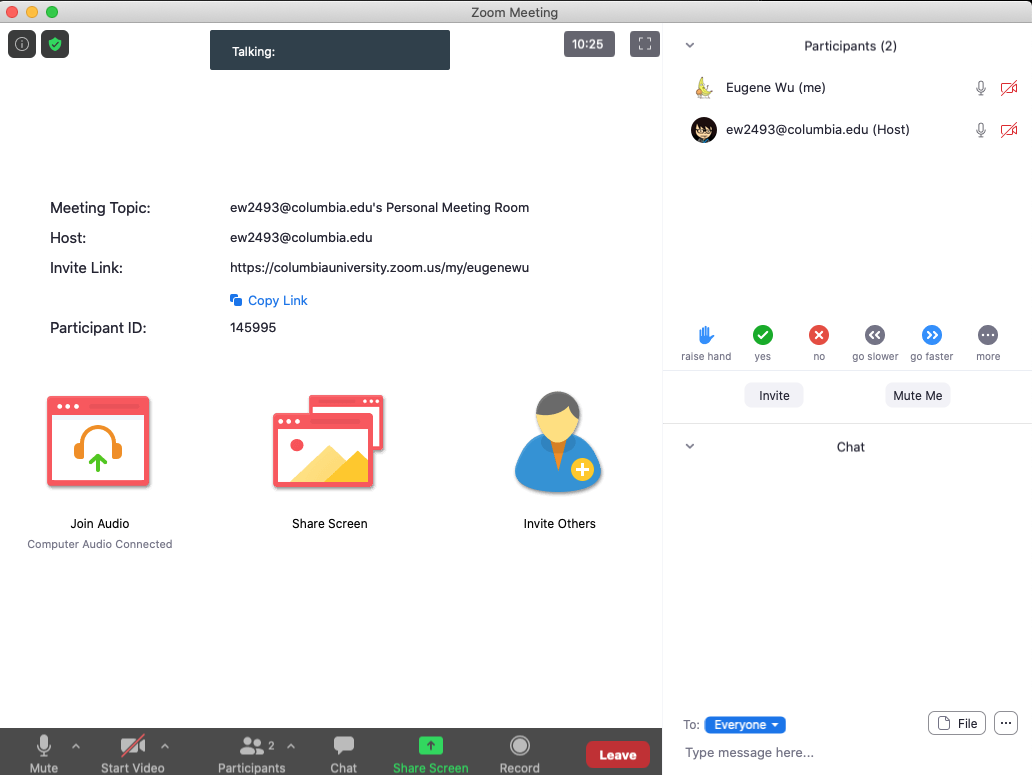 Zoom Meeting
Talking:
10:25
Meeting Topic: ew2493@columbia.edu's Personal Meeting Room
Host: ew2493@columbia.edu
Invite Link: https://columbiauniversity.zoom.us/my/eugenewu
Copy Link
Participant ID: 145995
Join Audio
Computer Audio Connected
Share Screen
Invite Others
Mute
Start Video
2
Participants
Chat
Share Screen
Record
Leave
Participants (2)
Eugene Wu (me)
ew2493@columbia.edu (Host)
raise hand
yes
no
go slower
go faster
more
Invite
Mute Me
Chat
To: Everyone
File
Type message here...